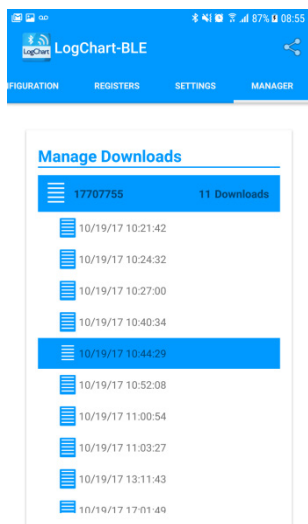 87% 08:55
LogChart LogChart-BLE
NFIGURATION REGISTERS SETTINGS MANAGER
Manage Downloads
17707755 11 Downloads
10/19/17 10:21:42
10/19/17 10:24:32
10/19/17 10:27:00
10/19/17 10:40:34
10/19/17 10:44:29
10/19/17 10:52:08
10/19/17 11:00:54
10/19/17 11:03:27
10/19/17 13:11:43
10/19/17 17:01:49